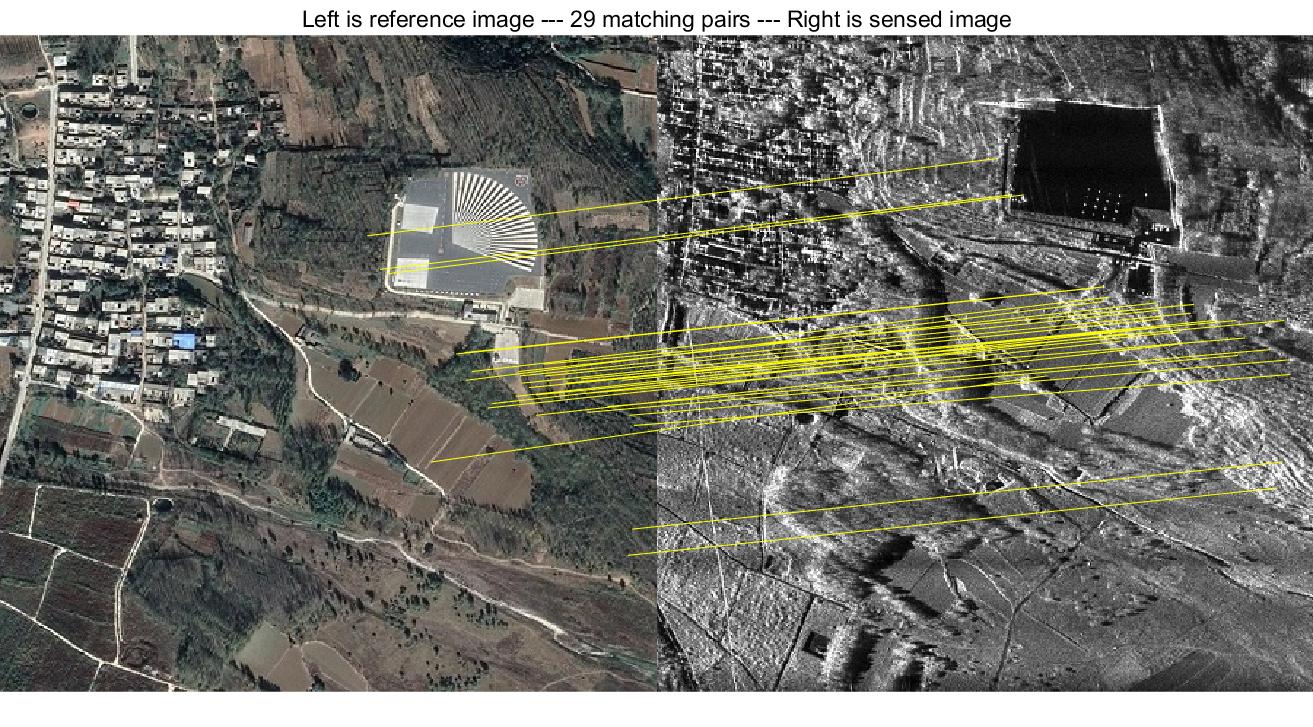 Left is reference image --- 29 matching pairs --- Right is sensed image